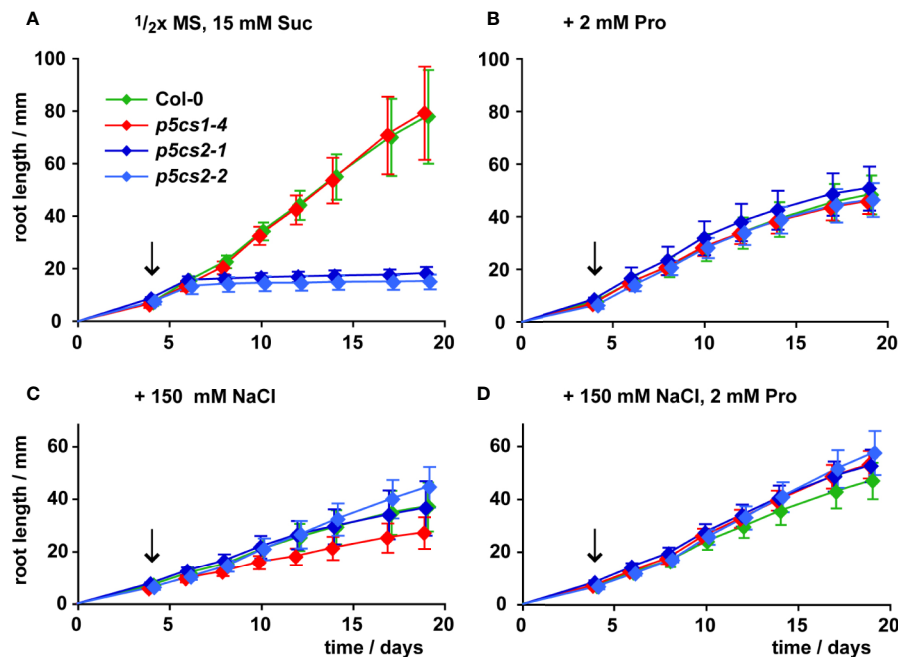 A
1/2x MS, 15 mM Suc
root length / mm
100
80
60
40
20
0
0 5 10 15 20
Col-0
p5cs1-4
p5cs2-1
p5cs2-2
B
+ 2 mM Pro
100
80
60
40
20
0
0 5 10 15 20
C
+ 150 mM NaCl
root length / mm
60
40
20
0
0 5 10 15 20
time / days
D
+ 150 mM NaCl, 2 mM Pro
60
40
20
0
0 5 10 15 20
time / days